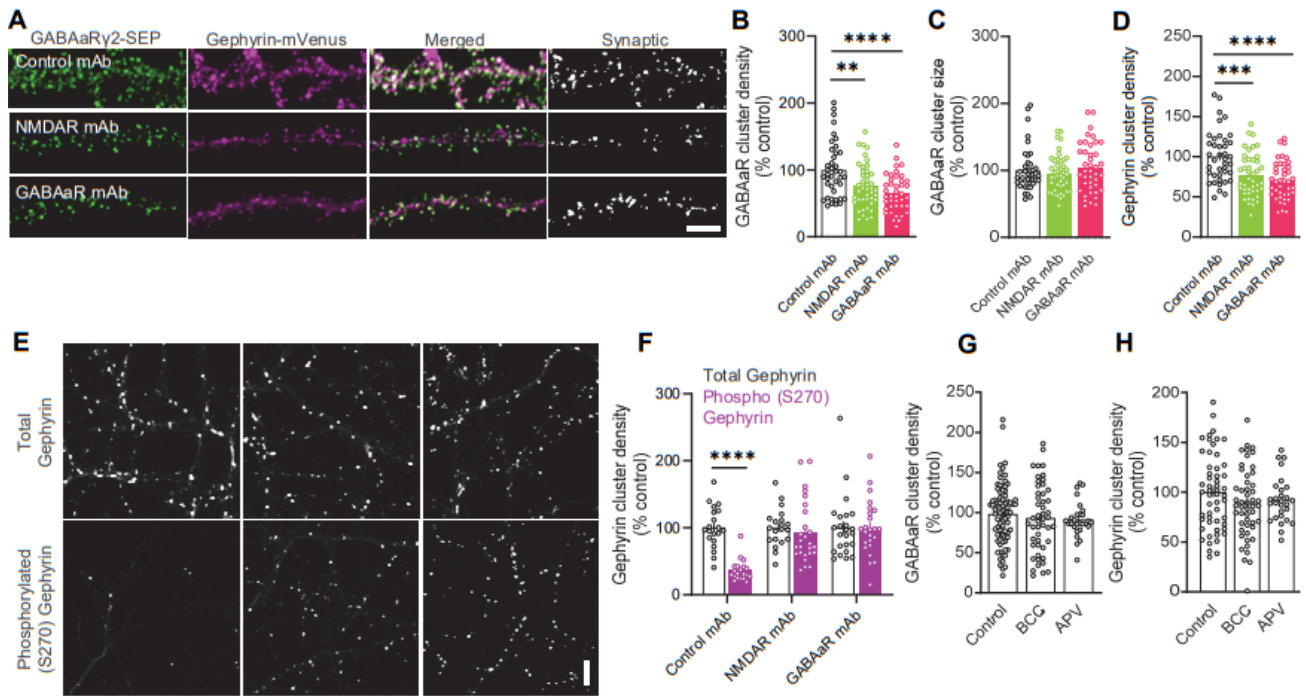 A
GABAaRγ2-SEP
Gephyrin-mVenus
Merged
Synaptic
Control mAb
NMDAR mAb
GABAaR mAb
B
****
**
GABAaR cluster density
(% control)
300
200
100
0
Control mAb
NMDAR mAb
GABAaR mAb
C
GABAaR cluster size
(% control)
300
200
100
0
Control mAb
NMDAR mAb
GABAaR mAb
D
****
***
Gephyrin cluster density
(% control)
250
200
150
100
50
0
Control mAb
NMDAR mAb
GABAaR mAb
E
Total
Gephyrin
Phosphorylated
(S270) Gephyrin
F
Total Gephyrin
Phospho (S270)
Gephyrin
****
Gephyrin cluster density
(% control)
300
200
100
0
Control mAb
NMDAR mAb
GABAaR mAb
G
GABAaR cluster density
(% control)
250
200
150
100
50
0
Control
BCC
APV
H
Gephyrin cluster density
(% control)
200
150
100
50
0
Control
BCC
APV